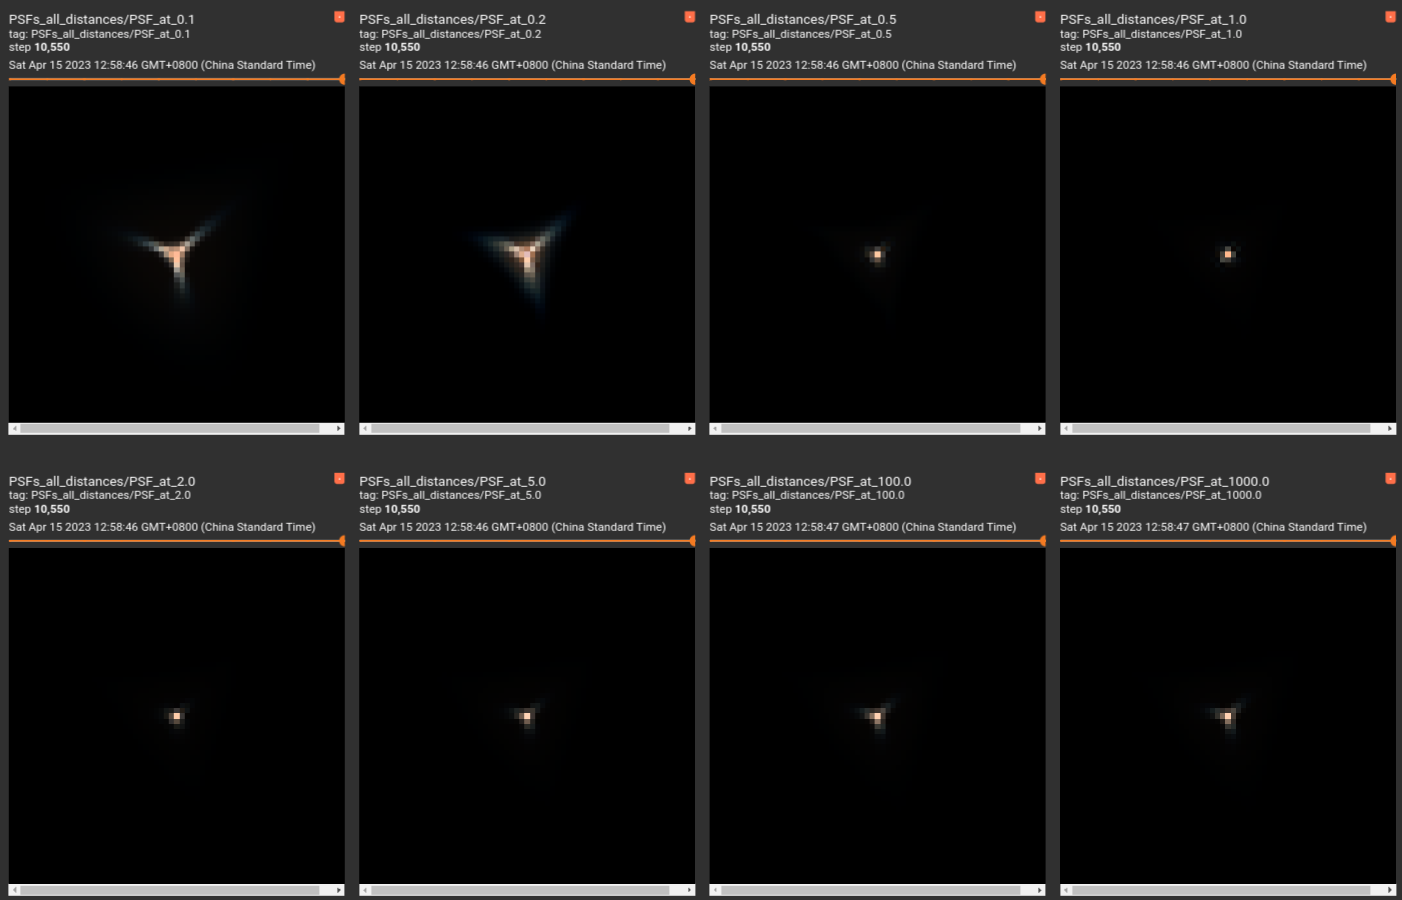 PSFs_all_distances/PSF_at_0.1
tag: PSFs_all_distances/PSF_at_0.1
step 10,550
Sat Apr 15 2023 12:58:46 GMT+0800 (China Standard Time)
PSFs_all_distances/PSF_at_0.2
tag: PSFs_all_distances/PSF_at_0.2
step 10,550
Sat Apr 15 2023 12:58:46 GMT+0800 (China Standard Time)
PSFs_all_distances/PSF_at_0.5
tag: PSFs_all_distances/PSF_at_0.5
step 10,550
Sat Apr 15 2023 12:58:46 GMT+0800 (China Standard Time)
PSFs_all_distances/PSF_at_1.0
tag: PSFs_all_distances/PSF_at_1.0
step 10,550
Sat Apr 15 2023 12:58:46 GMT+0800 (China Standard Time)
PSFs_all_distances/PSF_at_2.0
tag: PSFs_all_distances/PSF_at_2.0
step 10,550
Sat Apr 15 2023 12:58:46 GMT+0800 (China Standard Time)
PSFs_all_distances/PSF_at_5.0
tag: PSFs_all_distances/PSF_at_5.0
step 10,550
Sat Apr 15 2023 12:58:46 GMT+0800 (China Standard Time)
PSFs_all_distances/PSF_at_100.0
tag: PSFs_all_distances/PSF_at_100.0
step 10,550
Sat Apr 15 2023 12:58:47 GMT+0800 (China Standard Time)
PSFs_all_distances/PSF_at_1000.0
tag: PSFs_all_distances/PSF_at_1000.0
step 10,550
Sat Apr 15 2023 12:58:47 GMT+0800 (China Standard Time)